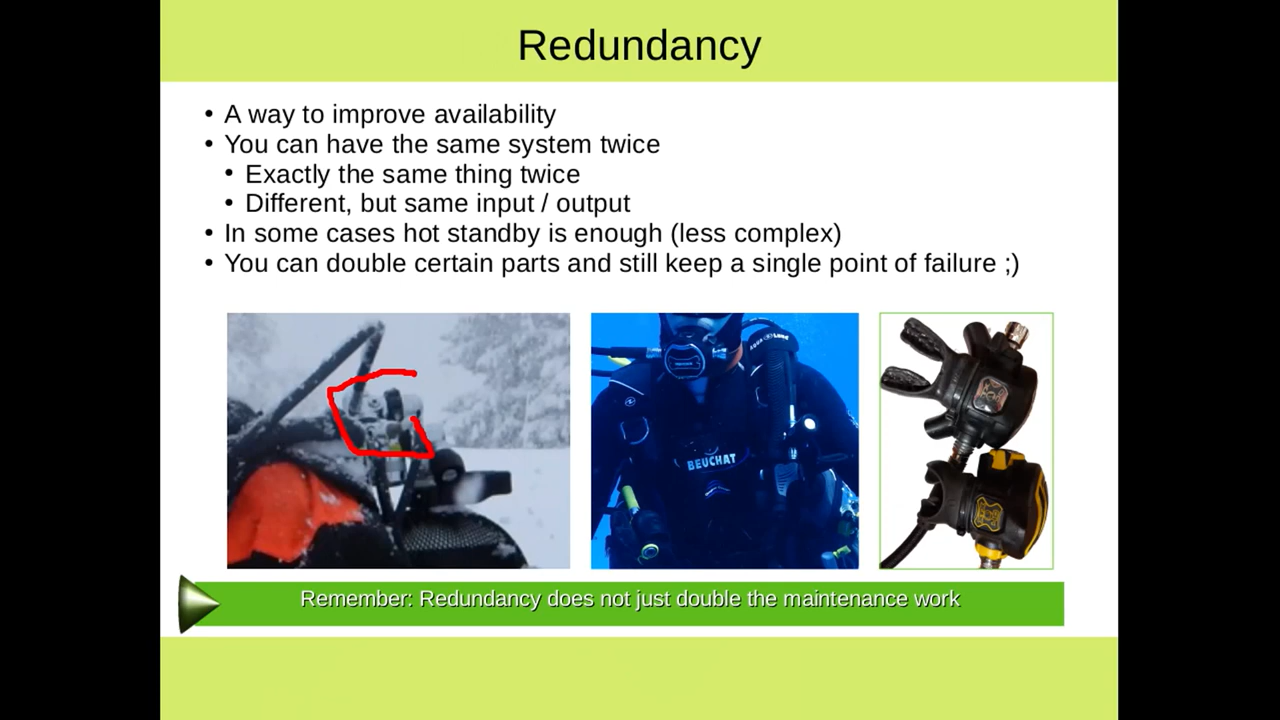 Redundancy
• A way to improve availability
• You can have the same system twice
• Exactly the same thing twice
• Different, but same input / output
• In some cases hot standby is enough (less complex)
• You can double certain parts and still keep a single point of failure ;)
BEUCHAT
Remember: Redundancy does not just double the maintenance work